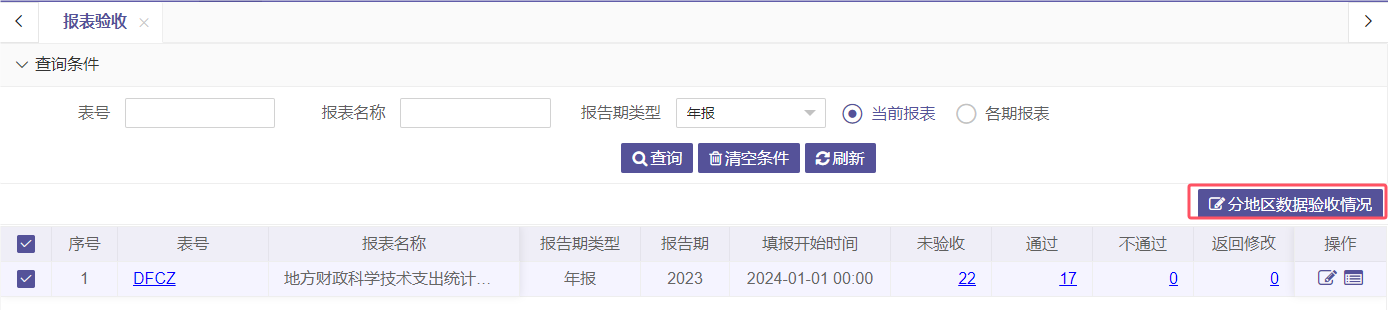 报表验收
查询条件
表号 报表名称 报告期类型 年报 当前报表 各期报表
查询 清空条件 刷新
分地区数据验收情况
序号 表号 报表名称 报告期类型 报告期 填报开始时间 未验收 通过 不通过 返回修改 操作
1 DFCZ 地方财政科学技术支出统计... 年报 2023 2024-01-01 00:00 22 17 0 0